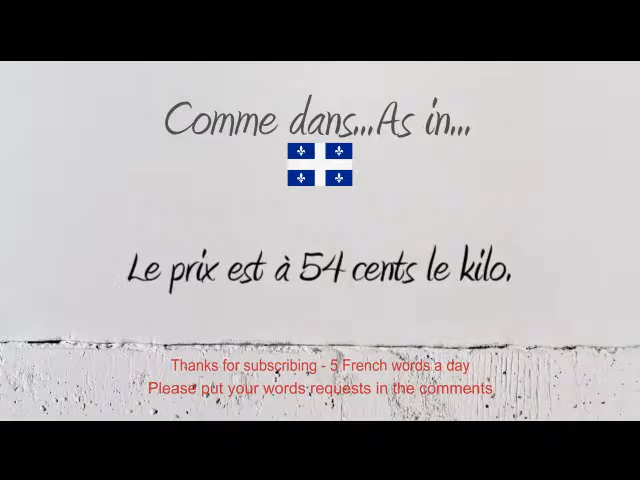 Comme dans...As in...
Le prix est à 54 cents le kilo.
Thanks for subscribing - 5 French words a day
Please put your words requests in the comments